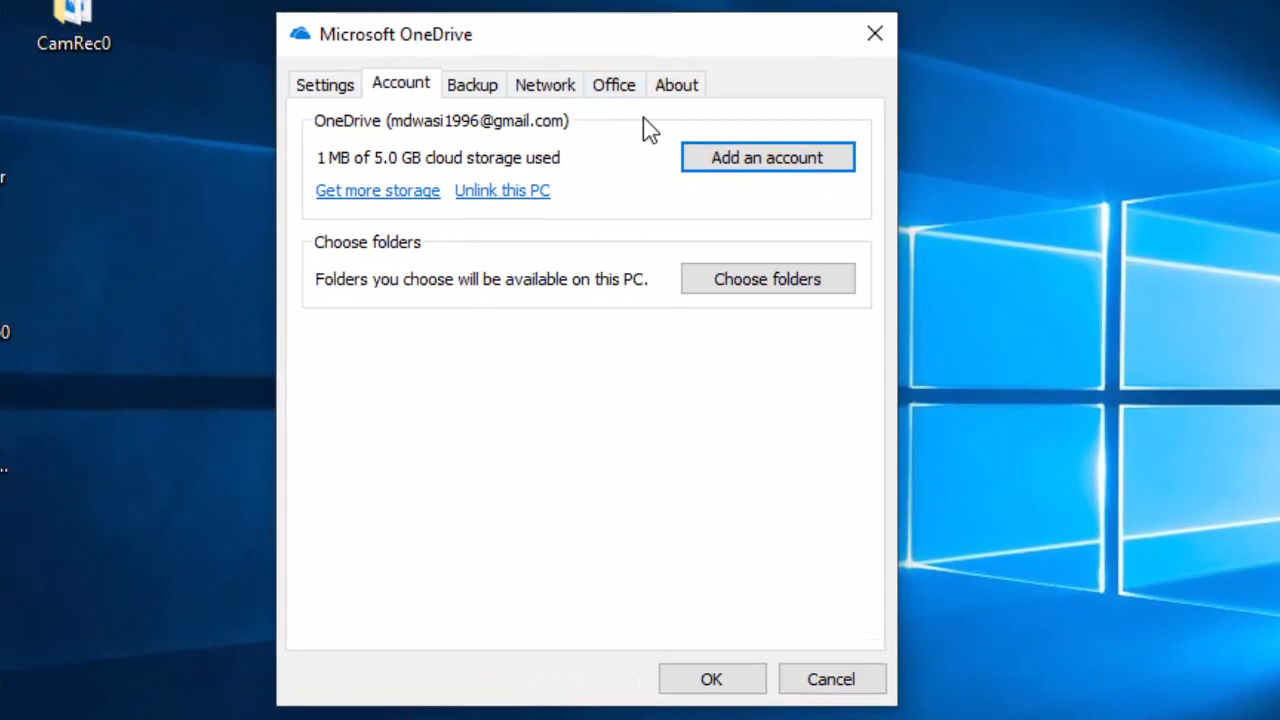 CamRec0
Microsoft OneDrive
Settings Account Backup Network Office About
OneDrive (mdwasi1996@gmail.com)
1 MB of 5.0 GB cloud storage used
Add an account
Get more storage Unlink this PC
Choose folders
Folders you choose will be available on this PC.
Choose folders
OK Cancel